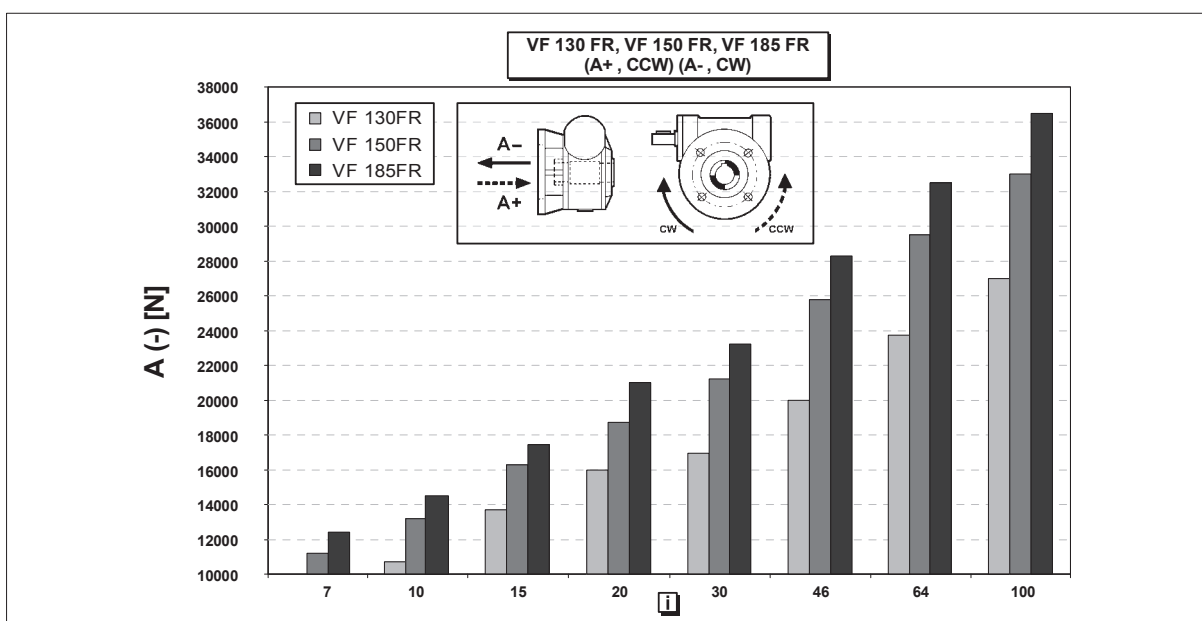 VF 130 FR, VF 150 FR, VF 185 FR
(A+ , CCW) (A- , CW)
VF 130FR
VF 150FR
VF 185FR
A−
A+
CW
CCW
A (-) [N]
38000
36000
34000
32000
30000
28000
26000
24000
22000
20000
18000
16000
14000
12000
10000
7 10 15 20 30 46 64 100
i